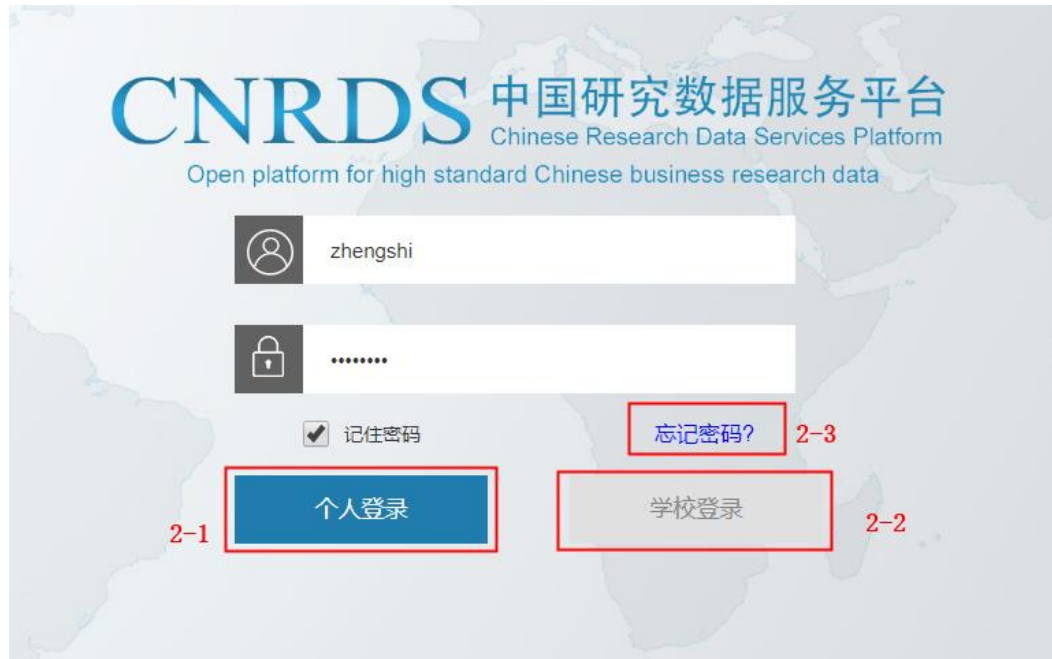 CNRDS 中国研究数据服务平台
Chinese Research Data Services Platform
Open platform for high standard Chinese business research data
zhengshi
••••••••
记住密码
忘记密码?
2-3
个人登录
学校登录
2-1
2-2